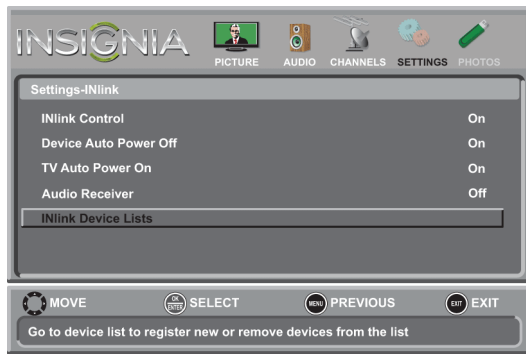 INSIGNIA
PICTURE AUDIO CHANNELS SETTINGS PHOTOS
Settings-INlink
INlink Control On
Device Auto Power Off On
TV Auto Power On On
Audio Receiver Off
INlink Device Lists
MOVE OK ENTER SELECT MENU PREVIOUS EXIT EXIT
Go to device list to register new or remove devices from the list